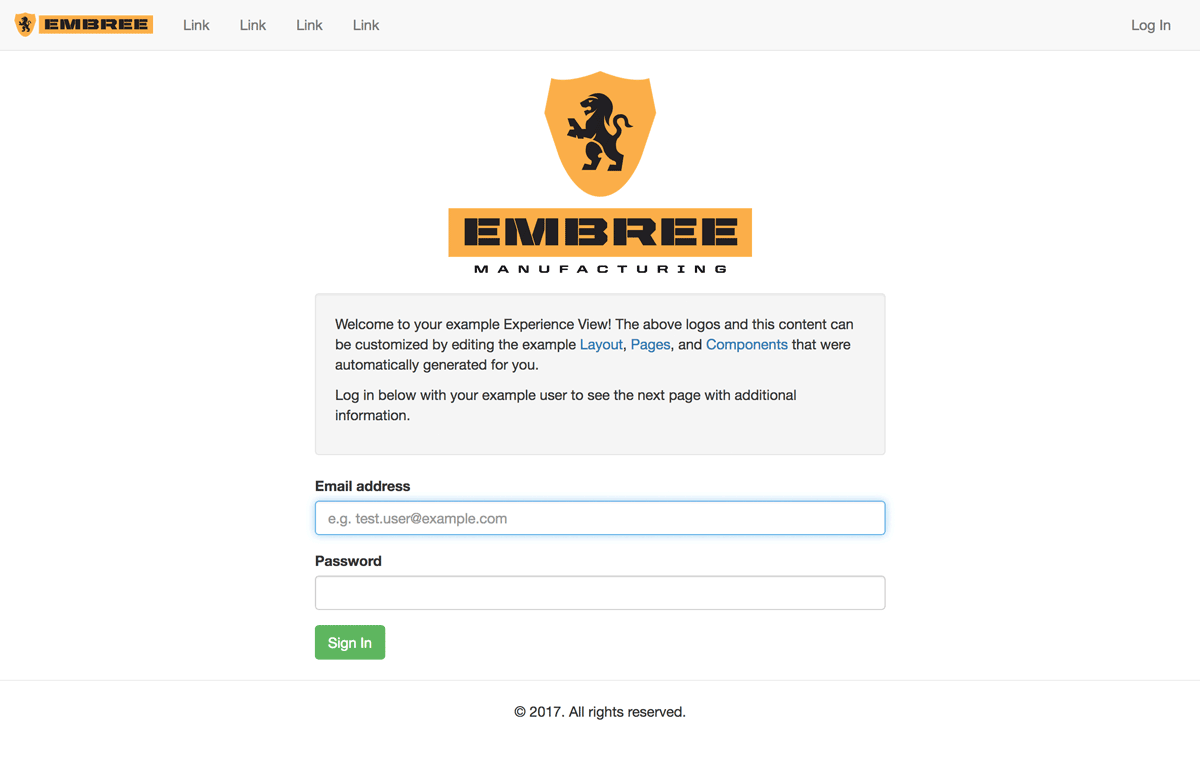 EMBREE Link Link Link Link Log In
EMBREE
MANUFACTURING
Welcome to your example Experience View! The above logos and this content can
be customized by editing the example Layout, Pages, and Components that were
automatically generated for you.
Log in below with your example user to see the next page with additional
information.
Email address
e.g. test.user@example.com
Password
Sign In
© 2017. All rights reserved.